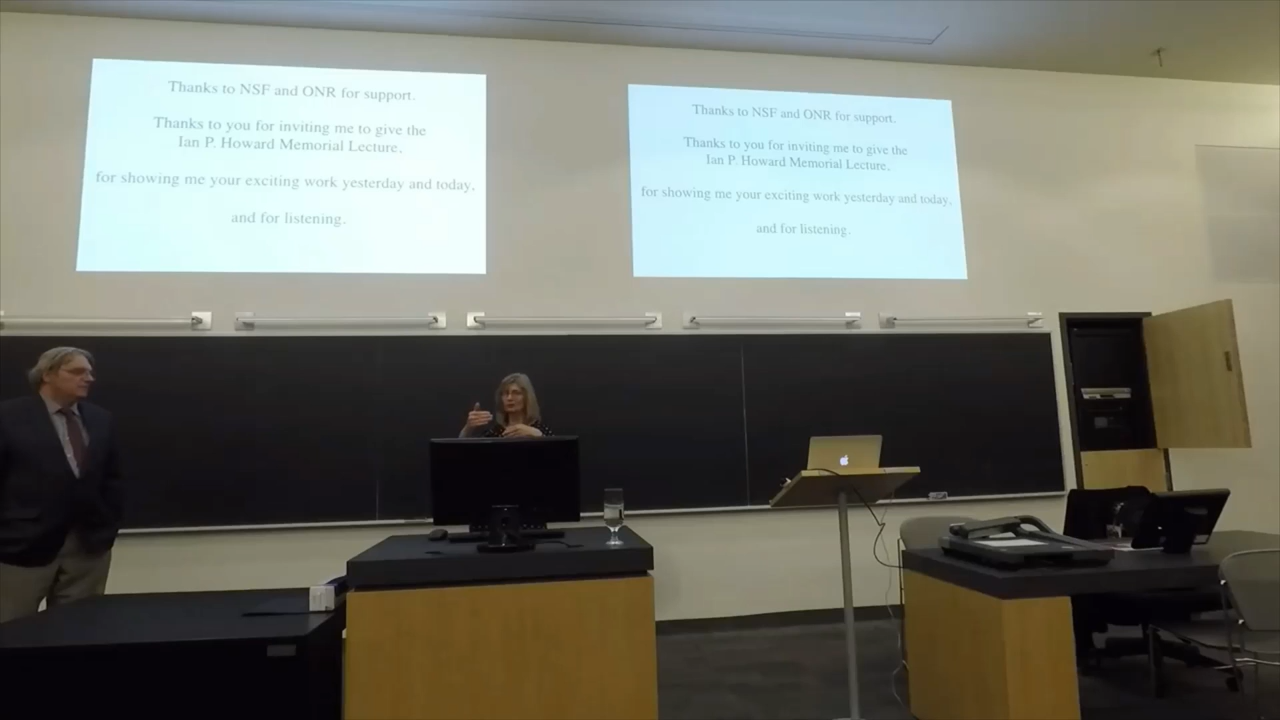 Thanks to NSF and ONR for support.
Thanks to you for inviting me to give the
Ian P. Howard Memorial Lecture,
for showing me your exciting work yesterday and today,
and for listening.
Thanks to NSF and ONR for support.
Thanks to you for inviting me to give the
Ian P. Howard Memorial Lecture,
for showing me your exciting work yesterday and today,
and for listening.